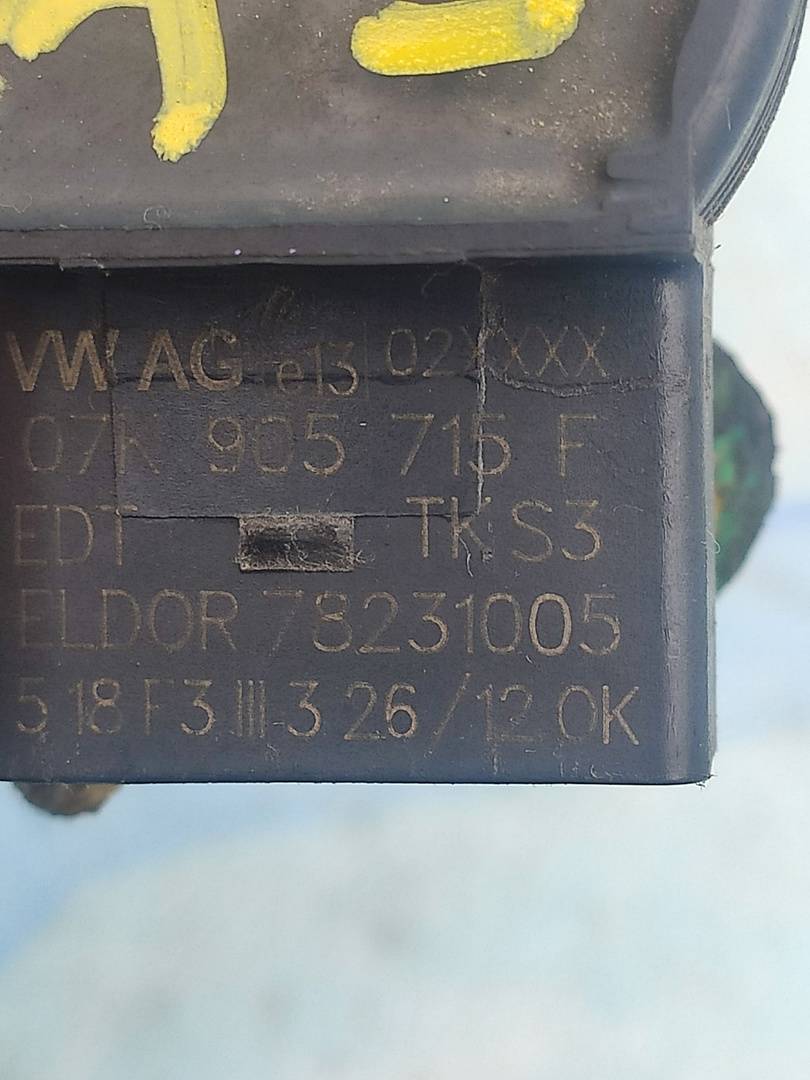 VW AG e13 02XXXX
07K 905 715 F
EDT TK S3
ELDOR 78231005
5 18 F3 III 3 26/12 OK